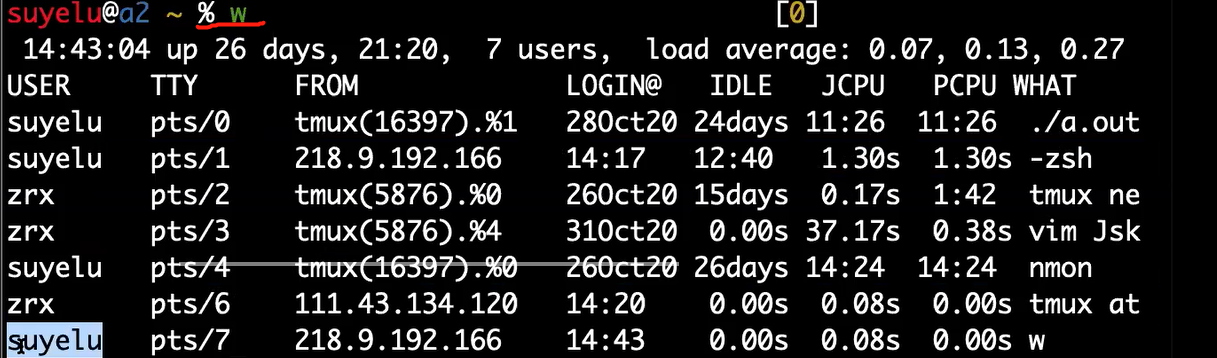 suyelu@a2 ~ % w [0]
14:43:04 up 26 days, 21:20, 7 users, load average: 0.07, 0.13, 0.27
USER TTY FROM LOGIN@ IDLE JCPU PCPU WHAT
suyelu pts/0 tmux(16397).%1 28Oct20 24days 11:26 11:26 ./a.out
suyelu pts/1 218.9.192.166 14:17 12:40 1.30s 1.30s -zsh
zrx pts/2 tmux(5876).%0 26Oct20 15days 0.17s 1:42 tmux ne
zrx pts/3 tmux(5876).%4 31Oct20 0.00s 37.17s 0.38s vim Jsk
suyelu pts/4 tmux(16397).%0 26Oct20 26days 14:24 14:24 nmon
zrx pts/6 111.43.134.120 14:20 0.00s 0.08s 0.00s tmux at
suyelu pts/7 218.9.192.166 14:43 0.00s 0.08s 0.00s w